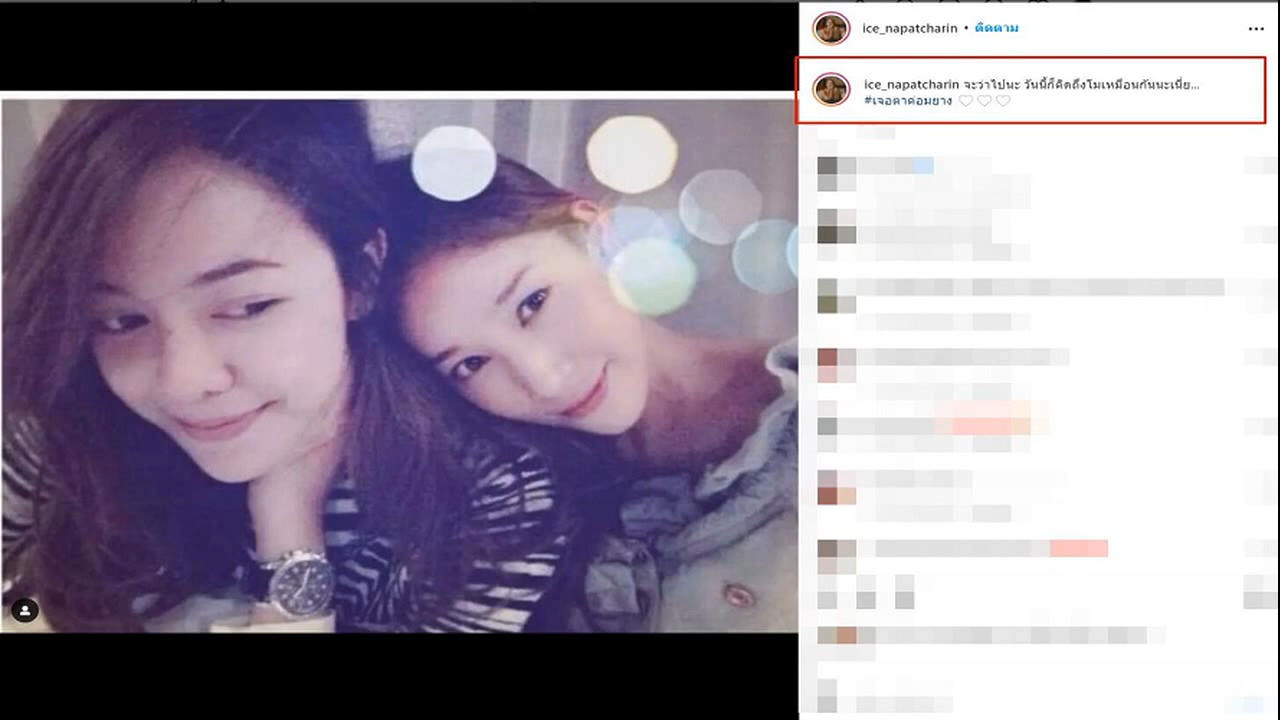 ice_napatcharin • ติดตาม
ice_napatcharin จะว่าไปนะ วันนี้ก็คิดถึงโมเหมือนกันนะเนี่ย...
#เจอตาค่อมยาง ♡ ♡ ♡